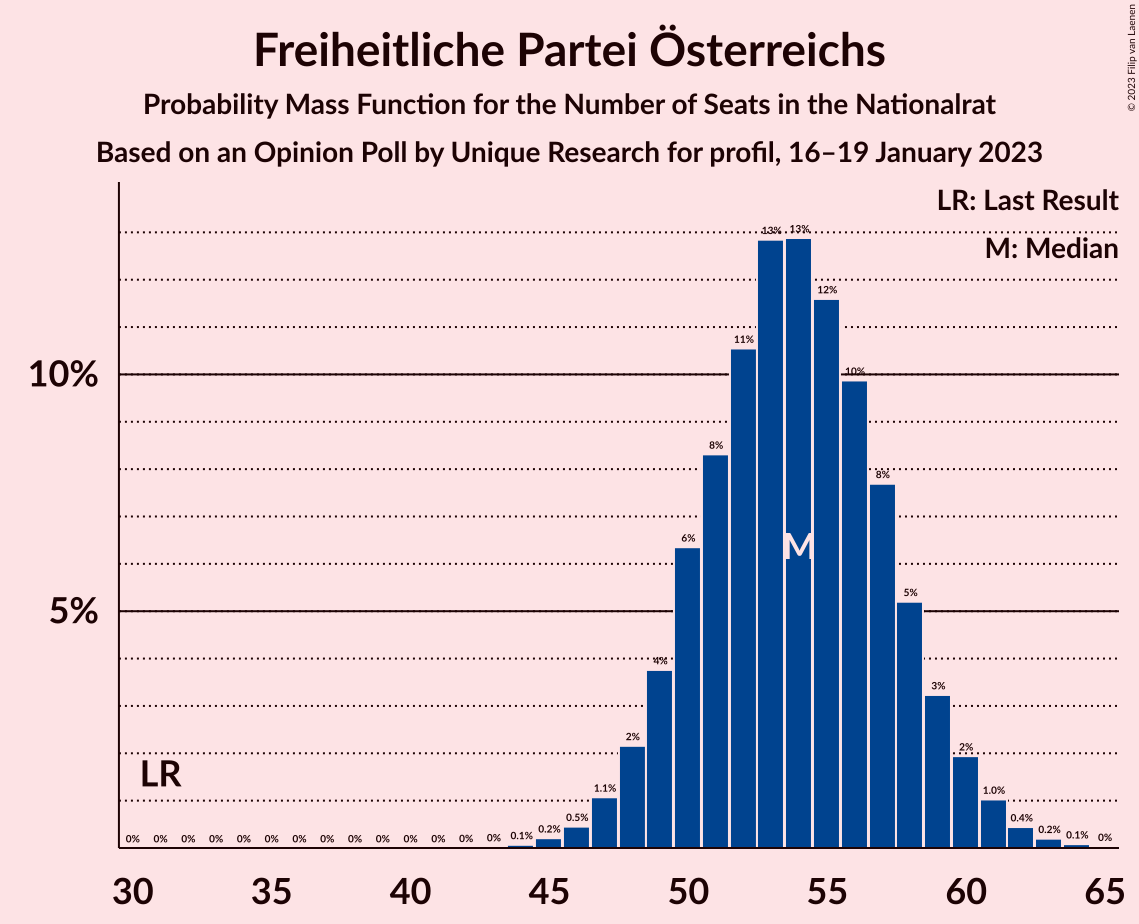 Freiheitliche Partei Österreichs
Probability Mass Function for the Number of Seats in the Nationalrat
Based on an Opinion Poll by Unique Research for profil, 16–19 January 2023
© 2023 Filip van Laenen
LR: Last Result
M: Median
13% 13%
12%
11%
10%
10%
8%
8%
6%
M
5%
5%
4%
3%
2%
2%
LR
1.1%
1.0%
0.5%
0.4%
0% 0% 0% 0% 0% 0% 0% 0% 0% 0% 0% 0% 0% 0% 0.1% 0.2% 0.2% 0.1% 0%
30 35 40 45 50 55 60 65